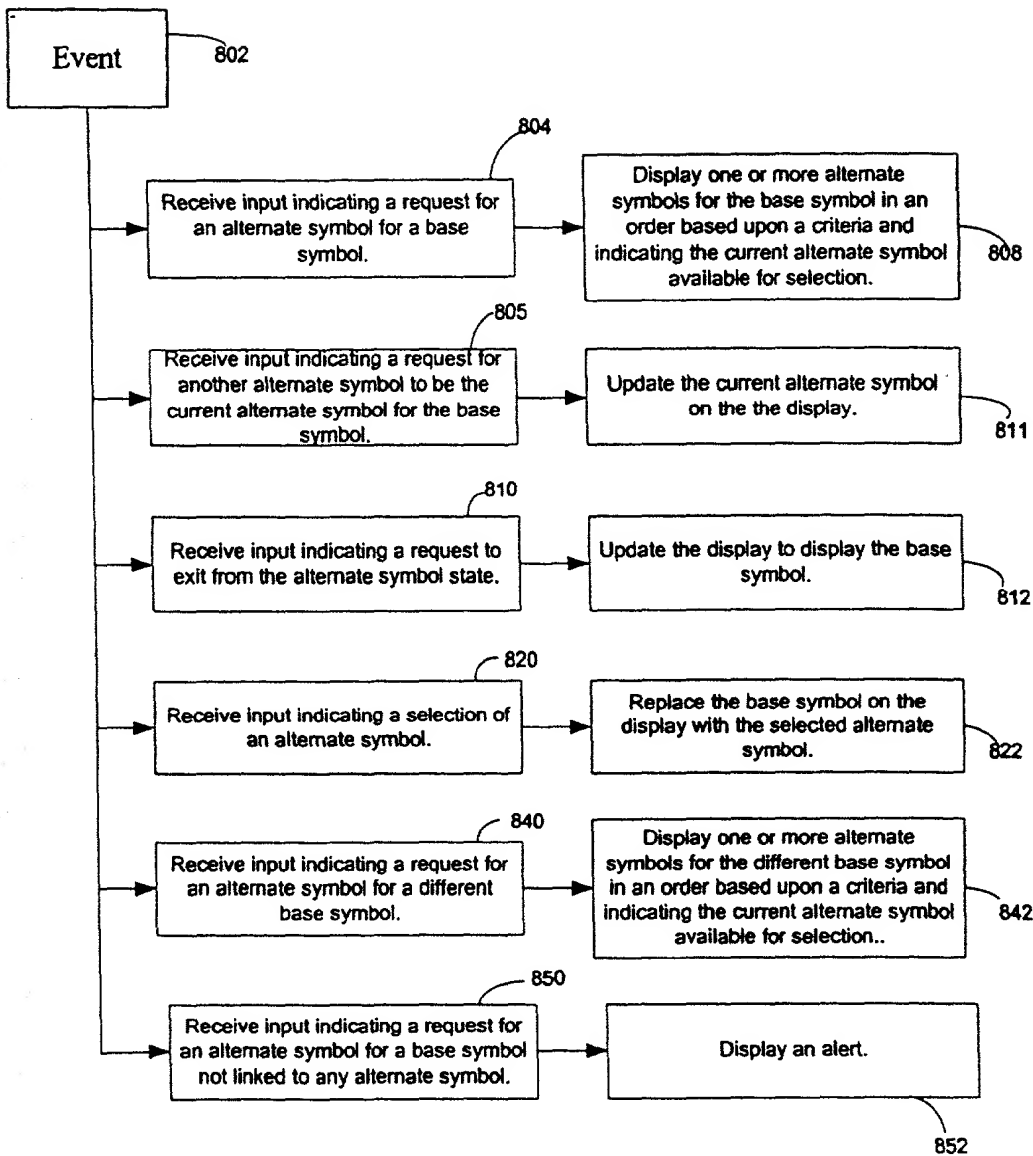 Event
802
804
Receive input indicating a request for
an alternate symbol for a base
symbol.
Display one or more alternate
symbols for the base symbol in an
order based upon a criteria and
indicating the current alternate symbol
available for selection.
808
805
Receive input indicating a request for
another alternate symbol to be the
current alternate symbol for the base
symbol.
Update the current alternate symbol
on the the display.
811
810
Receive input indicating a request to
exit from the alternate symbol state.
Update the display to display the base
symbol.
812
820
Receive input indicating a selection of
an alternate symbol.
Replace the base symbol on the
display with the selected alternate
symbol.
822
840
Receive input indicating a request for
an alternate symbol for a different
base symbol.
Display one or more alternate
symbols for the different base symbol
in an order based upon a criteria and
indicating the current alternate symbol
available for selection..
842
850
Receive input indicating a request for
an alternate symbol for a base symbol
not linked to any alternate symbol.
Display an alert.
852